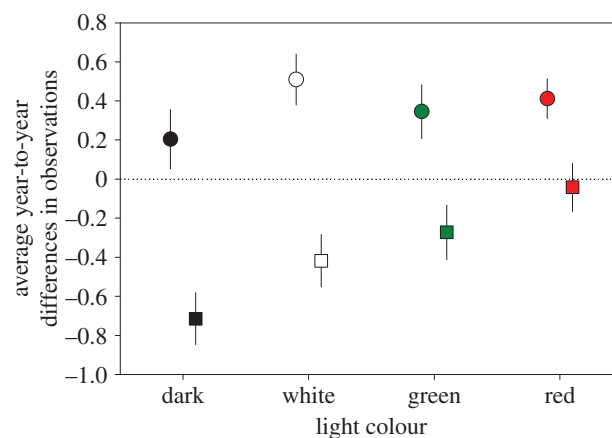 average year-to-year
differences in observations
0.8
0.6
0.4
0.2
0
–0.2
–0.4
–0.6
–0.8
–1.0
dark white green red
light colour